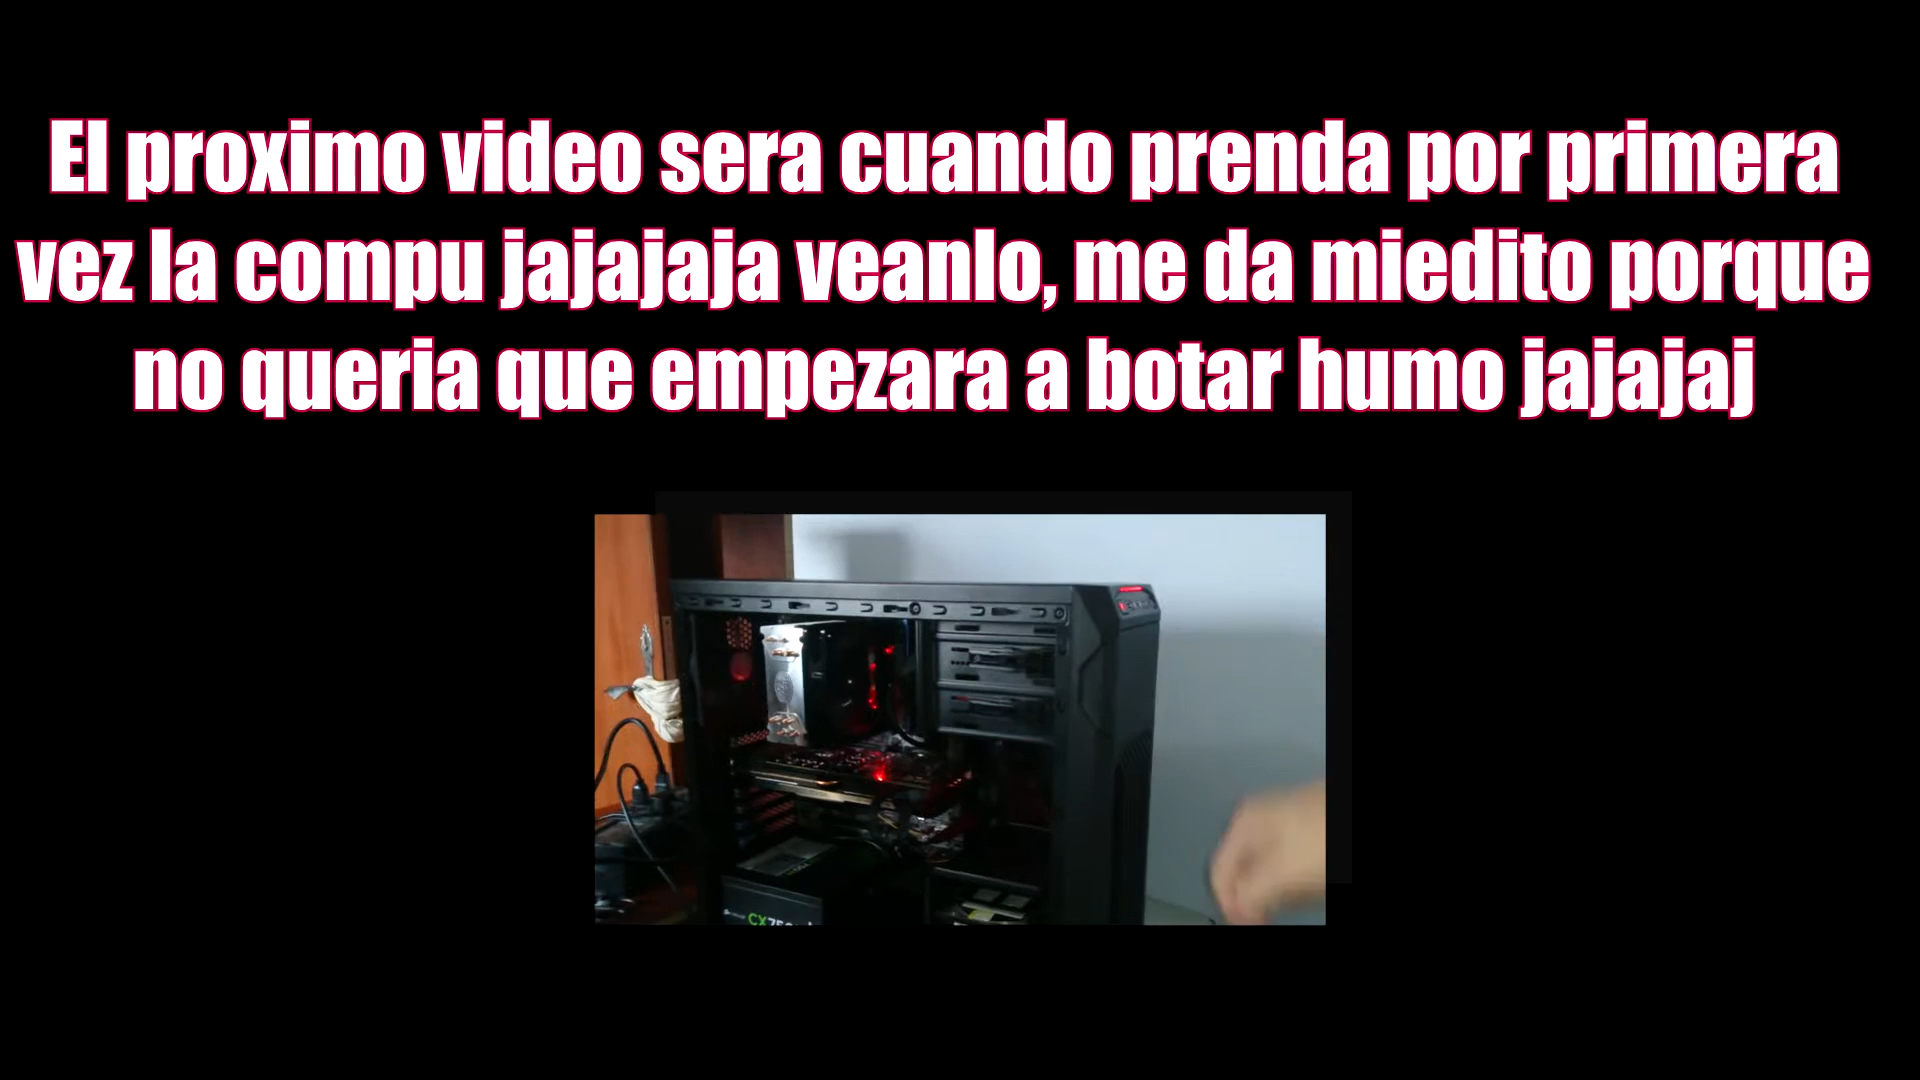 El proximo video sera cuando prenda por primera
vez la compu jajajaja veanlo, me da miedito porque
no queria que empezara a botar humo jajajaj